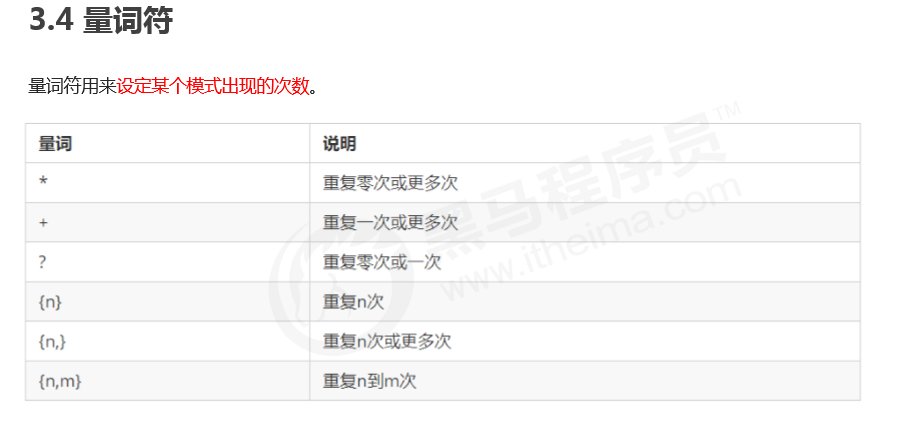 3.4 量词符
量词符用来设定某个模式出现的次数。
量词 说明
* 重复零次或更多次
+ 重复一次或更多次
? 重复零次或一次
{n} 重复n次
{n,} 重复n次或更多次
{n,m} 重复n到m次
黑马程序员™
www.itheima.com